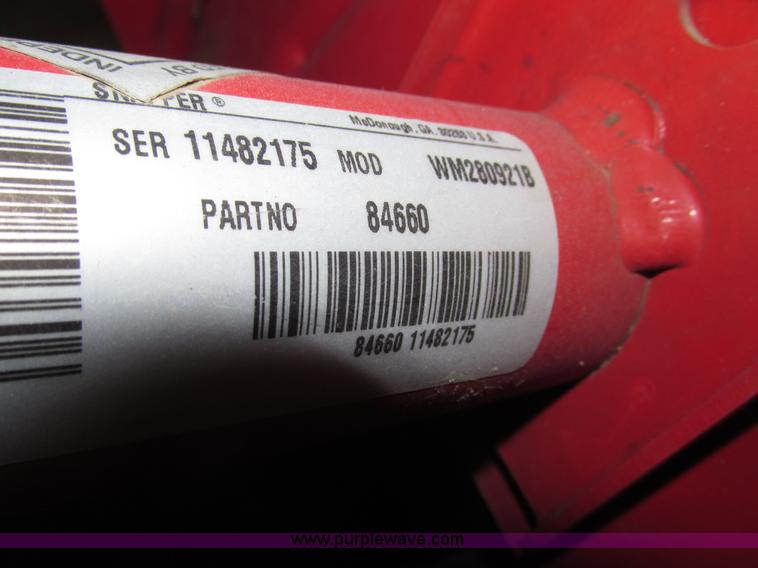 SNAPPER ®
McDonough, GA. 30253 U.S.A.
SER 11482175 MOD WM280921B
PARTNO 84660
84660 11482175
www.purplewave.com